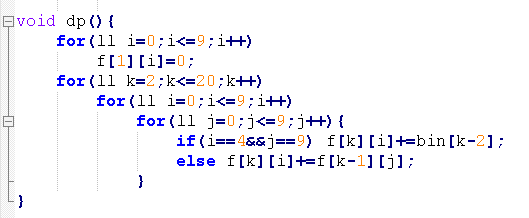 void dp(){
for(ll i=0;i<=9;i++)
f[1][i]=0;
for(ll k=2;k<=20;k++)
for(ll i=0;i<=9;i++)
for(ll j=0;j<=9;j++){
if(i==4&&j==9) f[k][i]+=bin[k-2];
else f[k][i]+=f[k-1][j];
}
}